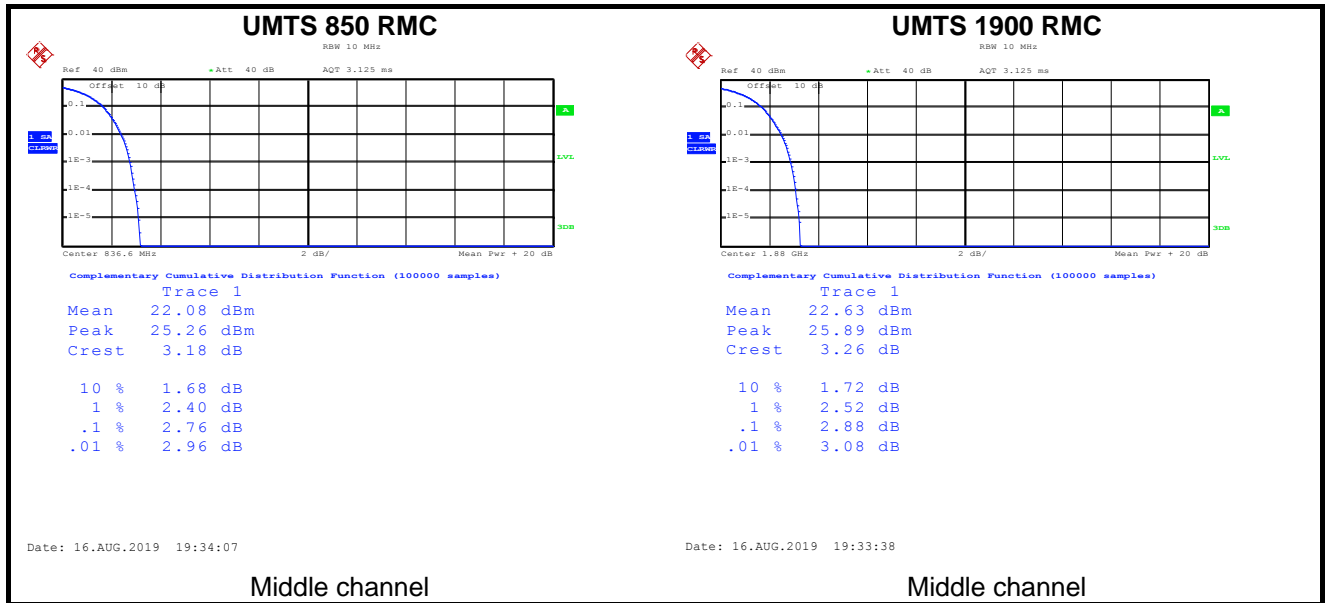 UMTS 850 RMC
RBW 10 MHz
Ref 40 dBm * Att 40 dB AQT 3.125 ms
Offset 10 dB
0.1
0.01
1E-3
1E-4
1E-5
1 SA
CLRWR
A
LVL
3DB
Center 836.6 MHz 2 dB/ Mean Pwr + 20 dB
Complementary Cumulative Distribution Function (100000 samples)
Trace 1
Mean 22.08 dBm
Peak 25.26 dBm
Crest 3.18 dB
10 % 1.68 dB
1 % 2.40 dB
.1 % 2.76 dB
.01 % 2.96 dB
Date: 16.AUG.2019 19:34:07
Middle channel
UMTS 1900 RMC
RBW 10 MHz
Ref 40 dBm * Att 40 dB AQT 3.125 ms
Offset 10 dB
0.1
0.01
1E-3
1E-4
1E-5
1 SA
CLRWR
A
LVL
3DB
Center 1.88 GHz 2 dB/ Mean Pwr + 20 dB
Complementary Cumulative Distribution Function (100000 samples)
Trace 1
Mean 22.63 dBm
Peak 25.89 dBm
Crest 3.26 dB
10 % 1.72 dB
1 % 2.52 dB
.1 % 2.88 dB
.01 % 3.08 dB
Date: 16.AUG.2019 19:33:38
Middle channel